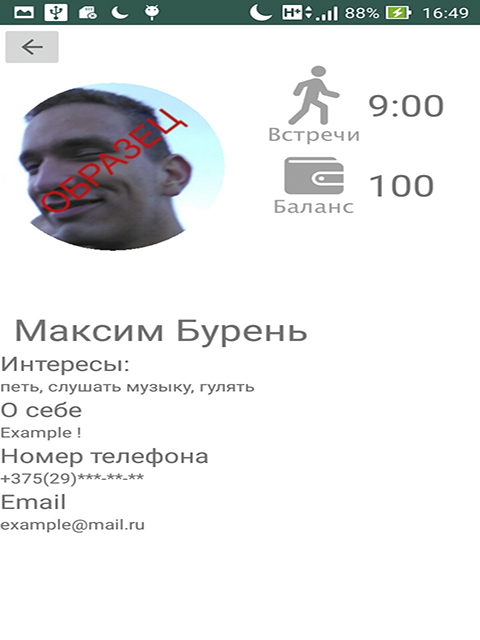 H+ 88% 16:49
ОБРАЗЕЦ
9:00
Встречи
100
Баланс
Максим Бурень
Интересы:
петь, слушать музыку, гулять
О себе
Example !
Номер телефона
+375(29)***-**-**
Email
example@mail.ru